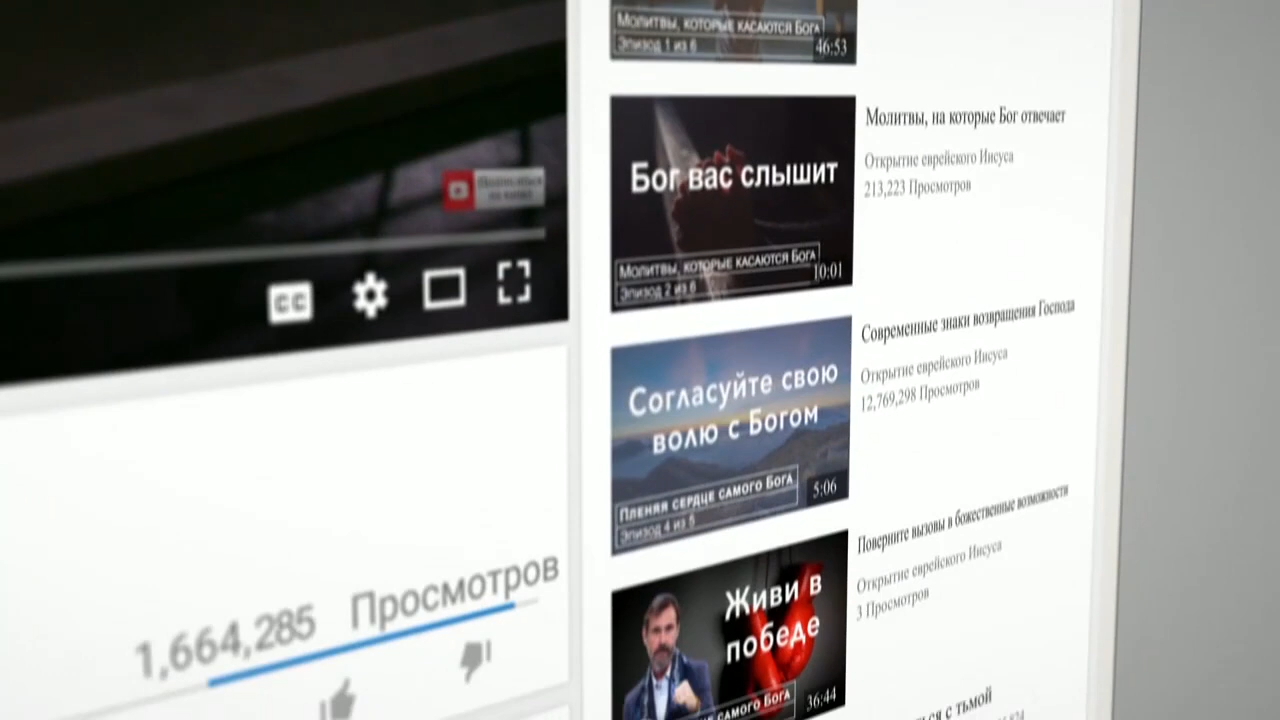 Молитвы, которые касаются Бога
Эпизод 1 из 6
46:53
Бог вас слышит
Молитвы, которые касаются Бога
Эпизод 2 из 6
10:01
Молитвы, на которые Бог отвечает
Открытие еврейского Иисуса
213,223 Просмотров
CC
Согласуйте свою
волю с Богом
Пленяя сердце самого Бога
Эпизод 4 из 6
5:06
Современные знаки возвращения Господа
Открытие еврейского Иисуса
12,769,298 Просмотров
Живи в
победе
самого Бога
36:44
Поверните вызовы в божественные возможности
Открытие еврейского Иисуса
3 Просмотров
1,664,285 Просмотров
с тьмой